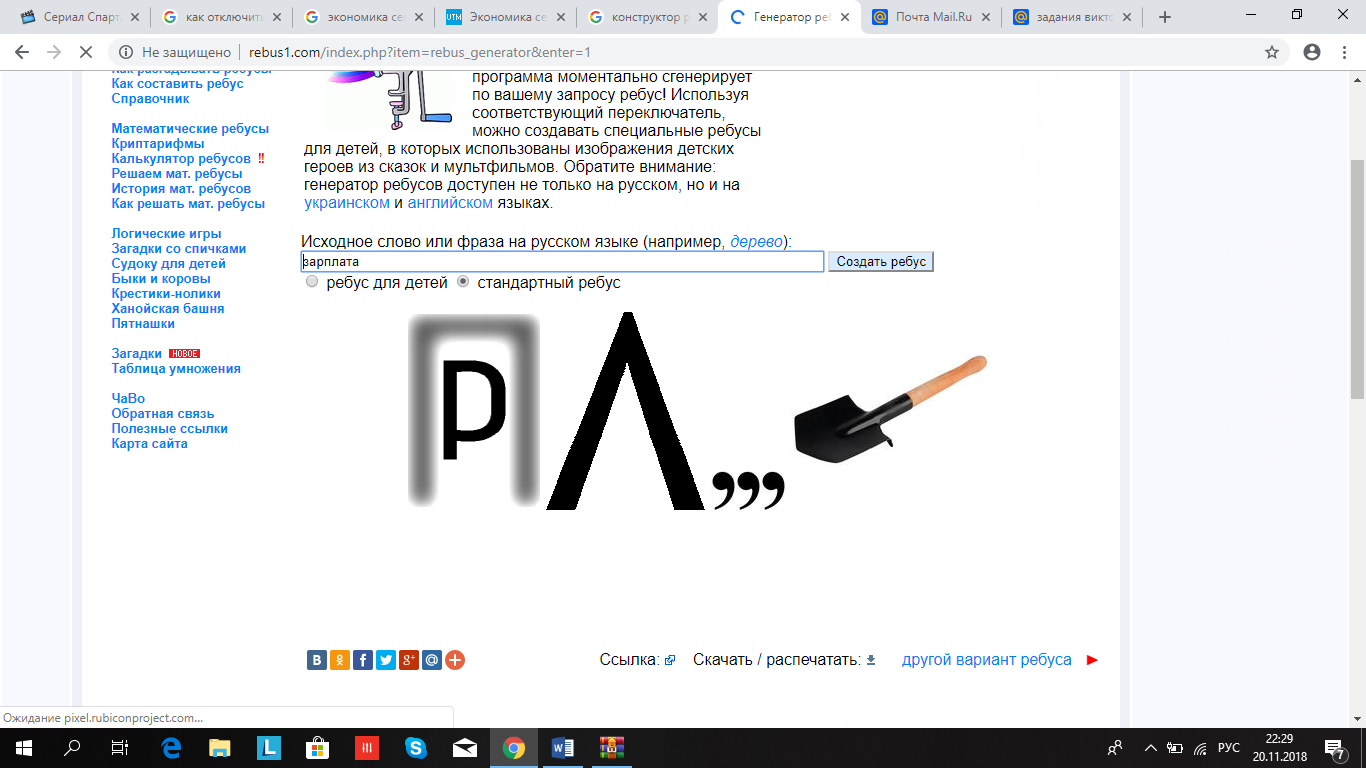 Сериал Спарт
как отключит
экономика се
Экономика се
конструктор р
Генератор реб
Почта Mail.Ru
задания викт
Не защищено
rebus1.com/index.php?item=rebus_generator&enter=1
Как разгадывать ребусы
Как составить ребус
Справочник
Математические ребусы
Криптарифмы
Калькулятор ребусов !!
Решаем мат. ребусы
История мат. ребусов
Как решать мат. ребусы
Логические игры
Загадки со спичками
Судоку для детей
Быки и коровы
Крестики-нолики
Ханойская башня
Пятнашки
Загадки НОВОЕ
Таблица умножения
ЧаВо
Обратная связь
Полезные ссылки
Карта сайта
программа моментально сгенерирует
по вашему запросу ребус! Используя
соответствующий переключатель,
можно создавать специальные ребусы
для детей, в которых использованы изображения детских
героев из сказок и мультфильмов. Обратите внимание:
генератор ребусов доступен не только на русском, но и на
украинском и английском языках.
Исходное слово или фраза на русском языке (например, дерево):
зарплата
Создать ребус
ребус для детей
стандартный ребус
П
р
Л
,,,
Ссылка:
Скачать / распечатать:
другой вариант ребуса
Ожидание pixel.rubiconproject.com...
РУС
22:29
20.11.2018
7